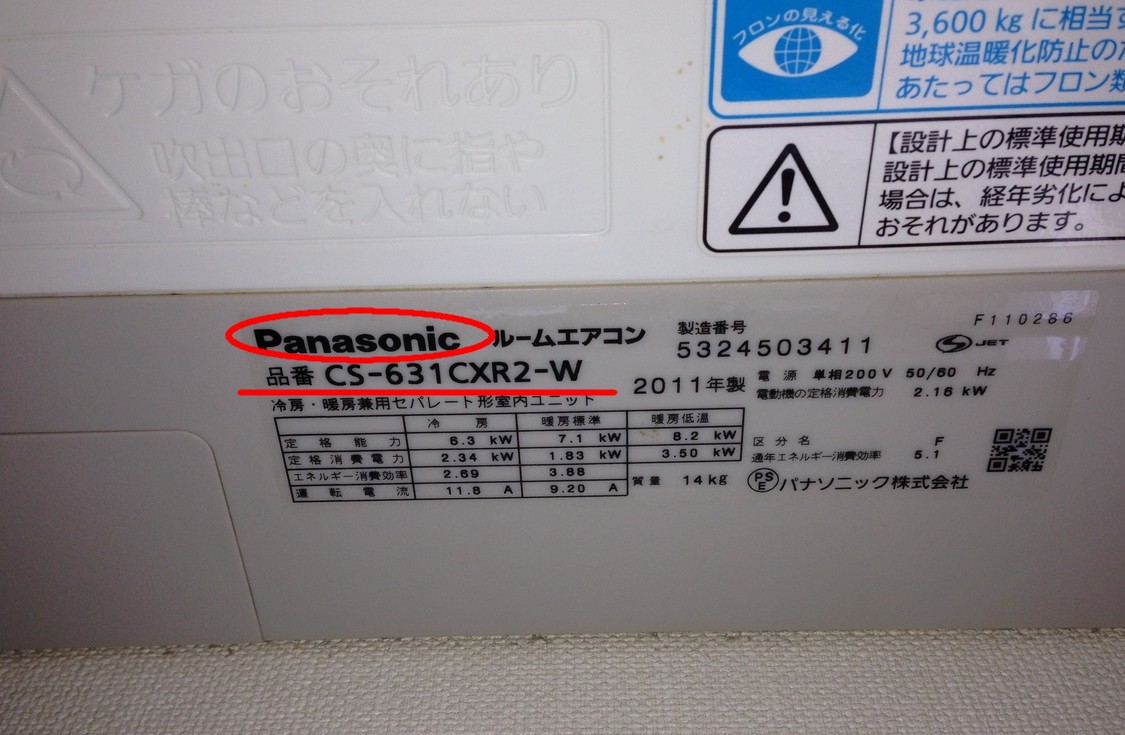 ケガのおそれあり
吹出口の奥に指や
棒などを入れない
フロンの見える化
3,600 kg に相当す
地球温暖化防止のた
あたってはフロン類
【設計上の標準使用期
設計上の標準使用期間
場合は、経年劣化によ
おそれがあります。
Panasonic ルームエアコン
品番 CS-631CXR2-W
冷房・暖房兼用セパレート形室内ユニット
製造番号
5324503411
2011年製
F110286
JET
電源 単相200V 50/60 Hz
電動機の定格消費電力 2.16 kW
冷房 暖房標準 暖房低温
定格能力 6.3 kW 7.1 kW 8.2 kW
定格消費電力 2.34 kW 1.83 kW 3.50 kW
エネルギー消費効率 2.69 3.88
運転電流 11.8 A 9.20 A
質量 14kg
区分名 F
通年エネルギー消費効率 5.1
PSE パナソニック株式会社